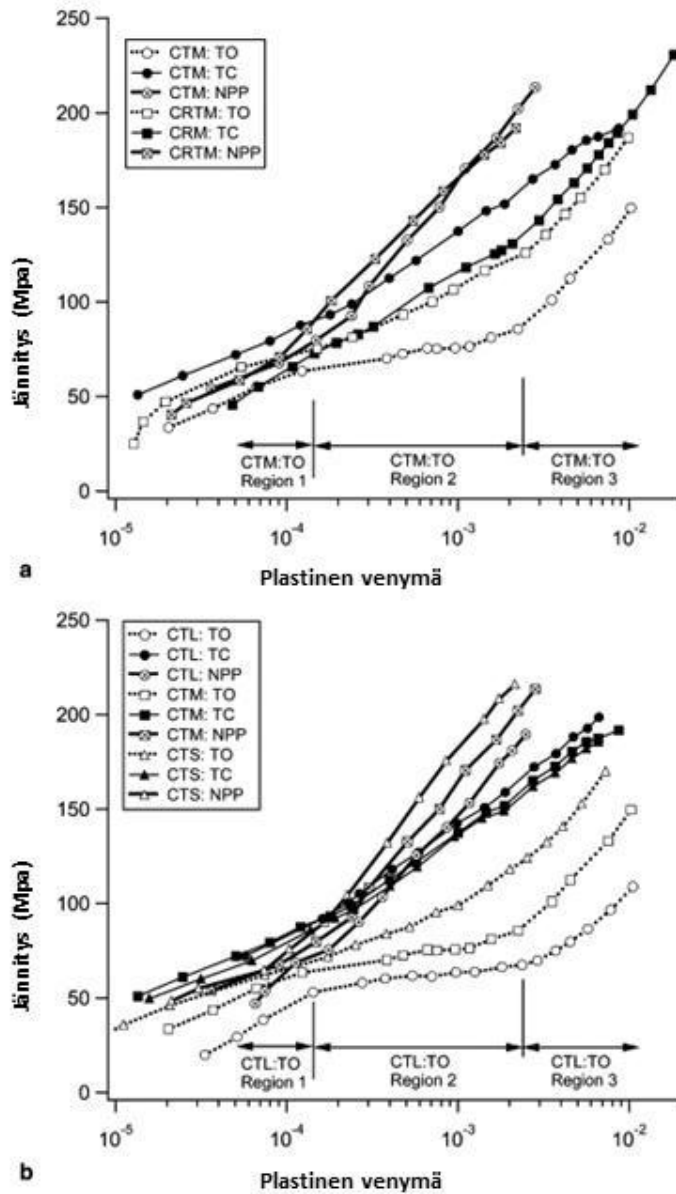 250
200
150
100
50
0
Jännitys (Mpa)
CTM: TO
CTM: TC
CTM: NPP
CRTM: TO
CRM: TC
CRTM: NPP
CTM:TO
Region 1
CTM:TO
Region 2
CTM:TO
Region 3
10-5
10-4
10-3
10-2
a
Plastinen venymä
250
200
150
100
50
0
Jännitys (Mpa)
CTL: TO
CTL: TC
CTL: NPP
CTM: TO
CTM: TC
CTM: NPP
CTS: TO
CTS: TC
CTS: NPP
CTL:TO
Region 1
CTL:TO
Region 2
CTL:TO
Region 3
10-5
10-4
10-3
10-2
b
Plastinen venymä